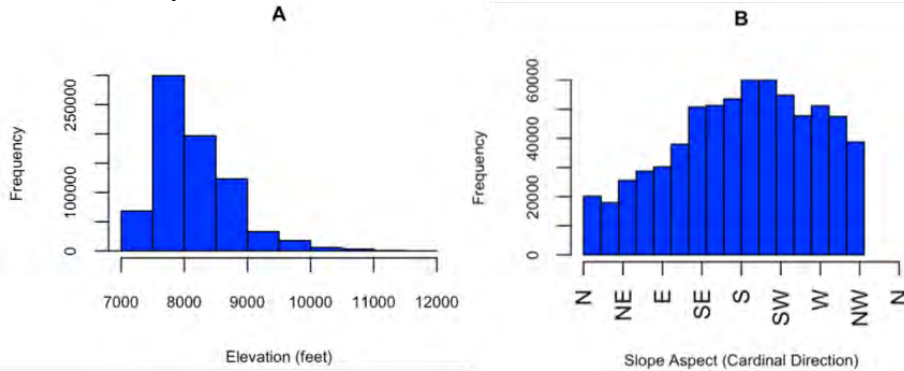 A
Frequency
250000
100000
0
7000 8000 9000 10000 11000 12000
Elevation (feet)
B
Frequency
60000
40000
20000
0
N NE E SE S SW W NW N
Slope Aspect (Cardinal Direction)